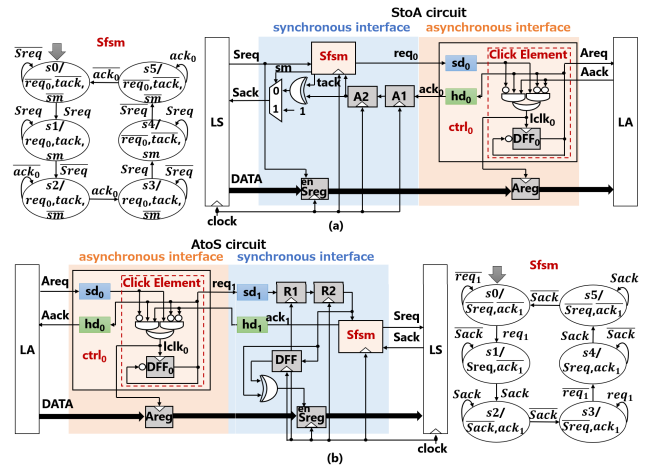 StoA circuit
synchronous interface
asynchronous interface
Sfsm
Sreq
s0/
req0,tack,
sm
ack0
s5/
req0,tack,
sm
ack0
Sreq
Sreq
Sreq
s1/
req0,tack,
sm
Sreq
s4/
req0,tack,
sm
Sreq
Sreq
ack0
s2/
req0,tack,
sm
ack0
s3/
req0,tack,
sm
Sreq
LS
Sreq
Sack
sm
0
1
Sfsm
tack
1
A2
A1
req0
ack0
sd0
hd0
ctrl0
Click Element
lclk0
DFF0
Areq
Aack
LA
DATA
en
Sreg
Areg
clock
(a)
AtoS circuit
asynchronous interface
synchronous interface
LA
Areq
Aack
sd0
hd0
ctrl0
Click Element
lclk0
DFF0
req1
sd1
R1
R2
hd1
ack1
Sfsm
DFF
Sreq
Sack
LS
DATA
Areg
en
Sreg
clock
(b)
Sfsm
req1
s0/
Sreq,ack1
Sack
s5/
Sreq,ack1
Sack
req1
Sack
Sack
s1/
Sreq,ack1
Sack
s4/
Sreq,ack1
Sack
Sack
req1
s2/
Sack,ack1
Sack
s3/
Sreq,ack1
req1